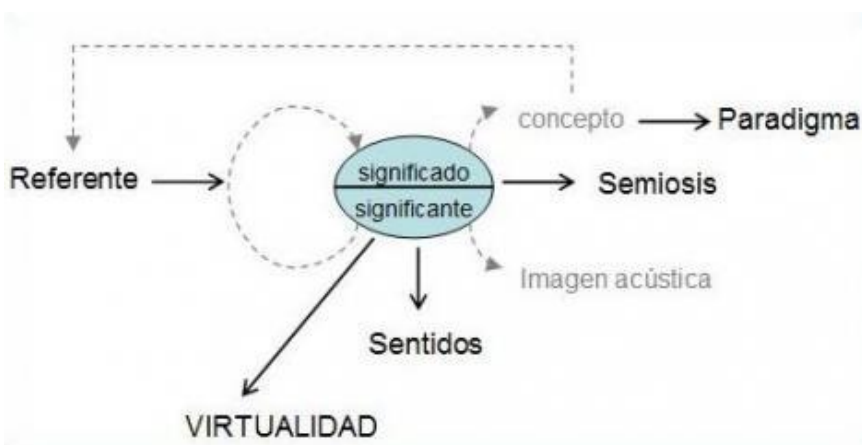 concepto
Paradigma
Referente
significado
significante
Semiosis
Imagen acústica
Sentidos
VIRTUALIDAD